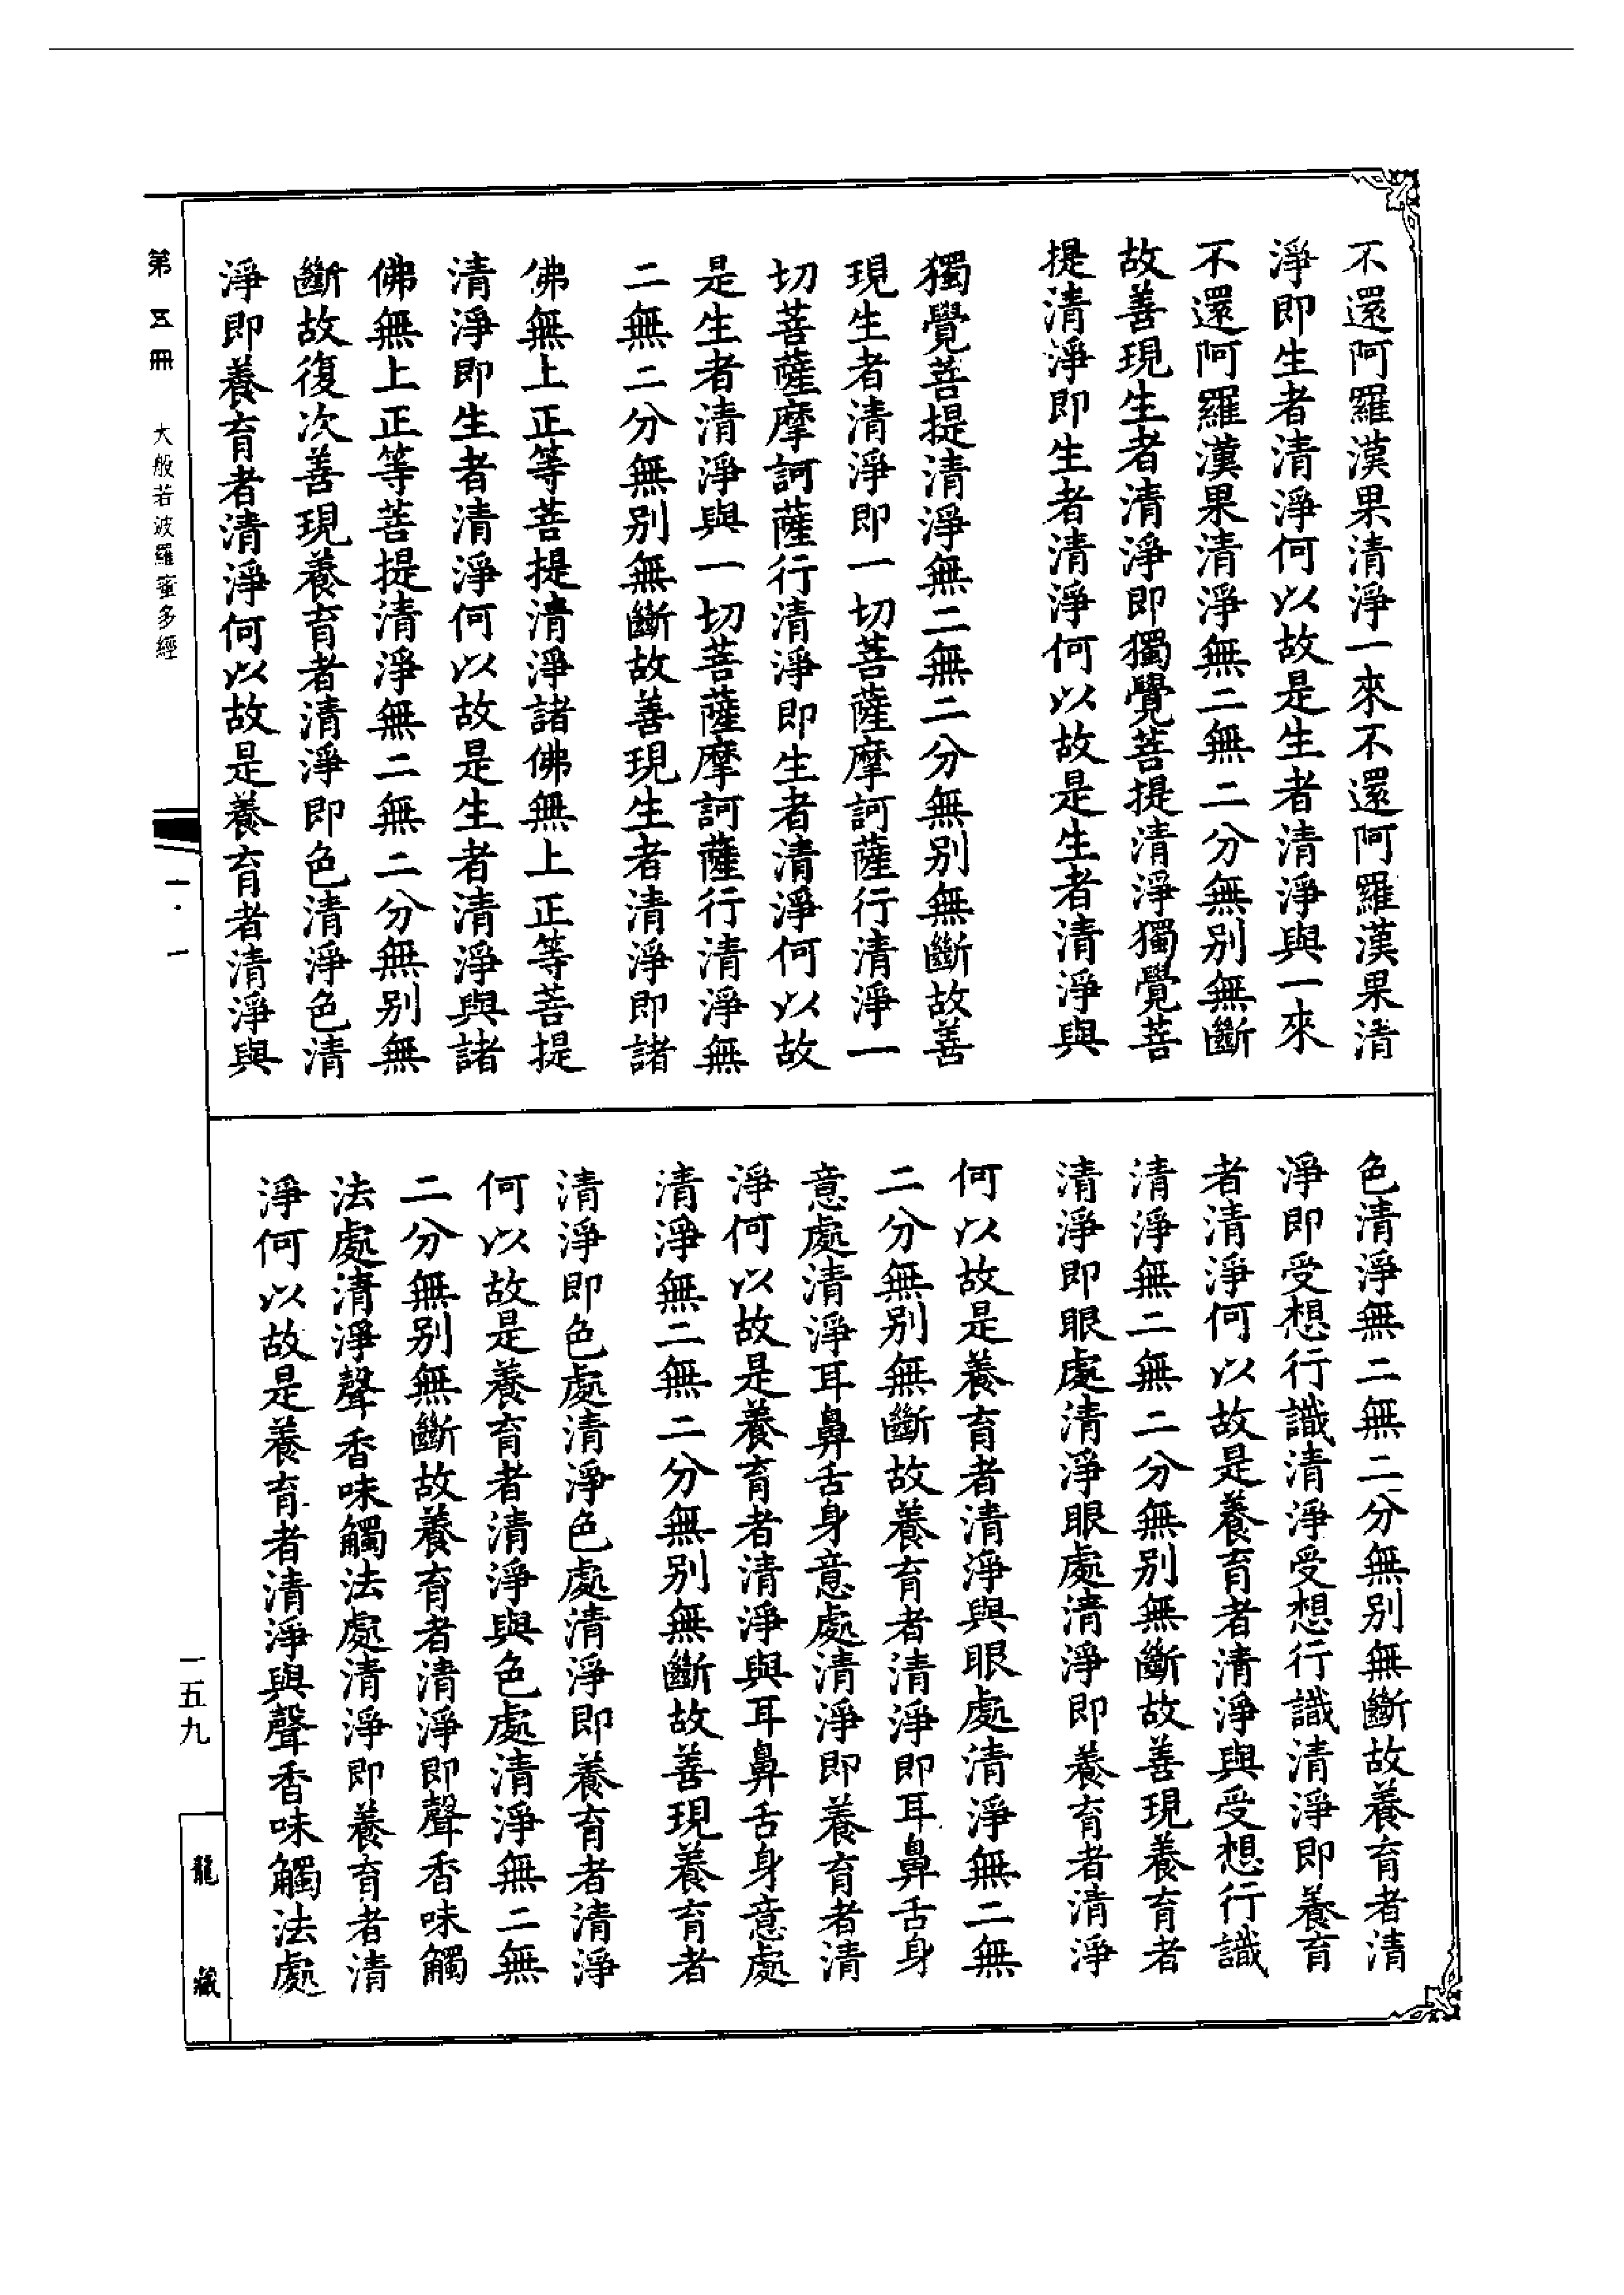 不還阿羅漢果清淨一來不還阿羅漢果清
淨即生者清淨何以故是生者清淨與一來
不還阿羅漢果清淨無二無二分無別無斷
故善現生者清淨即獨覺菩提清淨獨覺菩
提清淨即生者清淨何以故是生者清淨與
獨覺菩提清淨無二無二分無別無斷故善
現生者清淨即一切菩薩摩訶薩行清淨一
切菩薩摩訶薩行清淨即生者清淨何以故
是生者清淨與一切菩薩摩訶薩行清淨無
二無二分無別無斷故善現生者清淨即諸
佛無上正等菩提清淨諸佛無上正等菩提
清淨即生者清淨何以故是生者清淨與諸
佛無上正等菩提清淨無二無二分無別無
斷故復次善現養育者清淨即色清淨色清
淨即養育者清淨何以故是養育者清淨與
色清淨無二無二分無別無斷故養育者清
淨即受想行識清淨受想行識清淨即養育
者清淨何以故是養育者清淨與受想行識
清淨無二無二分無別無斷故善現養育者
清淨即眼處清淨眼處清淨即養育者清淨
何以故是養育者清淨與眼處清淨無二無
二分無別無斷故養育者清淨即耳鼻舌身
意處清淨耳鼻舌身意處清淨即養育者清
淨何以故是養育者清淨與耳鼻舌身意處
清淨無二無二分無別無斷故善現養育者
清淨即色處清淨色處清淨即養育者清淨
何以故是養育者清淨與色處清淨無二無
二分無別無斷故養育者清淨即聲香味觸
法處清淨聲香味觸法處清淨即養育者清
淨何以故是養育者清淨與聲香味觸法處
第五冊 大般若波羅蜜多經
一·一
一五九
龍藏